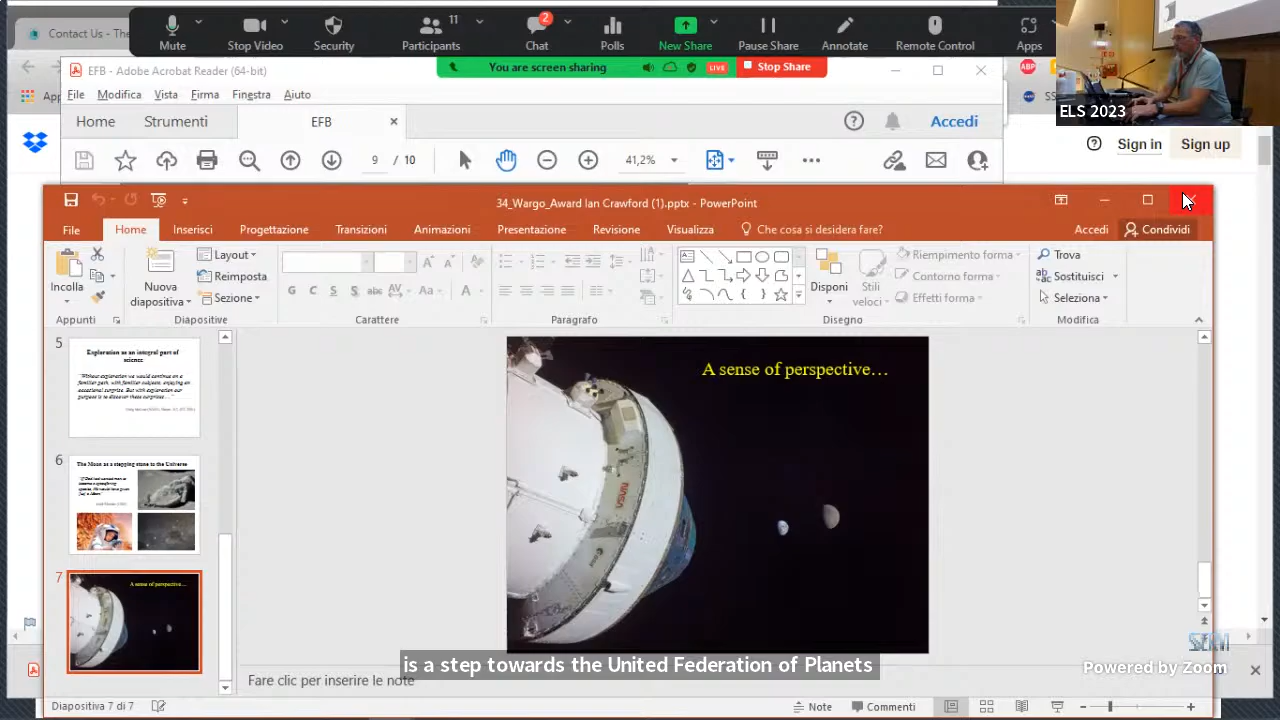 Contact Us - The
Mute
Stop Video
Security
11
Participants
2
Chat
Polls
New Share
Pause Share
Annotate
Remote Control
Apps
You are screen sharing
LIVE
Stop Share
ABP
ELS 2023
EFB - Adobe Acrobat Reader (64-bit)
File Modifica Vista Firma Finestra Aiuto
Home Strumenti EFB
Accedi
9 / 10
41,2%
Sign in Sign up
34_Wargo_Award Ian Crawford (1).pptx - PowerPoint
File Home Inserisci Progettazione Transizioni Animazioni Presentazione Revisione Visualizza Che cosa si desidera fare? Accedi Condividi
Incolla
Nuova
diapositiva
Layout
Reimposta
Sezione
G C S S abc AV Aa A
Disponi
Stili
veloci
Riempimento forma
Contorno forma
Effetti forma
Trova
Sostituisci
Seleziona
Appunti Diapositive Carattere Paragrafo Disegno Modifica
5
Exploration as an integral part of
science
6
The Moon as a stepping stone to the Universe
7
A sense of perspective…
A sense of perspective…
NASA
is a step towards the United Federation of Planets
Powered by Zoom
Fare clic per inserire le note
Diapositiva 7 di 7
Note
Commenti